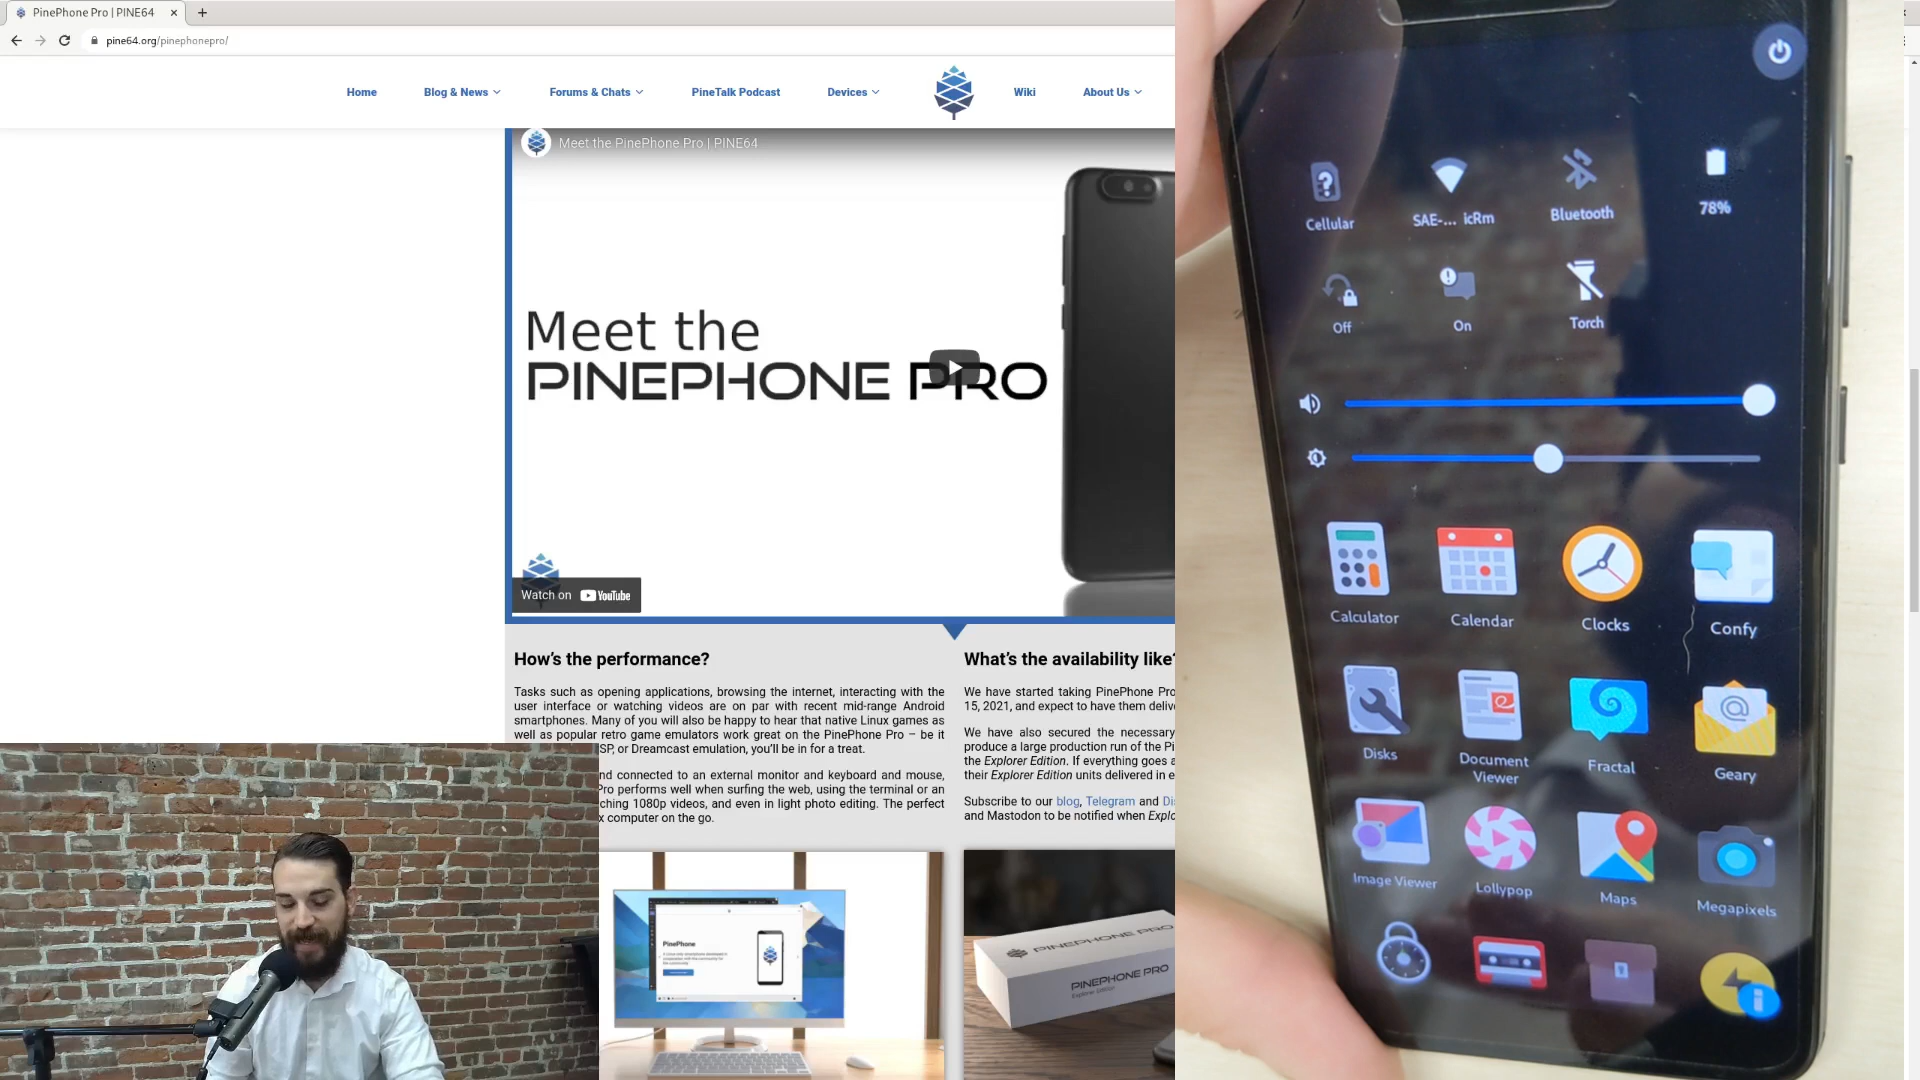 PinePhone Pro | PINE64
pine64.org/pinephonepro/
Home
Blog & News
Forums & Chats
PineTalk Podcast
Devices
Wiki
About Us
Meet the PinePhone Pro | PINE64
Meet the
PINEPHONE PRO
Watch on YouTube
How's the performance?
Tasks such as opening applications, browsing the internet, interacting with the
user interface or watching videos are on par with recent mid-range Android
smartphones. Many of you will also be happy to hear that native Linux games as
well as popular retro game emulators work great on the PinePhone Pro – be it
SP, or Dreamcast emulation, you'll be in for a treat.
nd connected to an external monitor and keyboard and mouse,
Pro performs well when surfing the web, using the terminal or an
ching 1080p videos, and even in light photo editing. The perfect
x computer on the go.
What's the availability like?
We have started taking PinePhone Pro
15, 2021, and expect to have them deliv
We have also secured the necessary
produce a large production run of the Pi
the Explorer Edition. If everything goes a
their Explorer Edition units delivered in e
Subscribe to our blog, Telegram and Di
and Mastodon to be notified when Explo
PinePhone
PINEPHONE PRO
PINEPHONE PRO
Explorer Edition
Cellular
SAE-... icRm
Bluetooth
78%
Off
On
Torch
Calculator
Calendar
Clocks
Confy
Disks
Document
Viewer
Fractal
Geary
Image Viewer
Lollypop
Maps
Megapixels